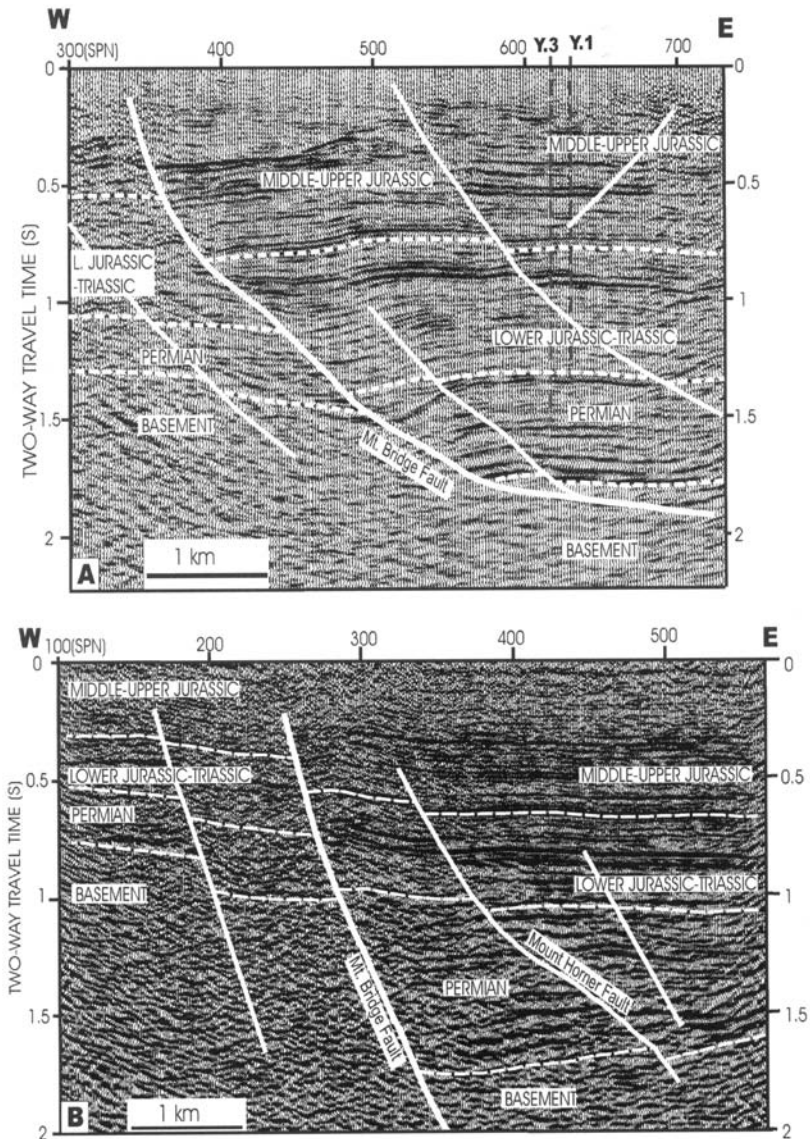 W
E
300(SPN) 400 500 600 Y.3 Y.1 700
0 0
MIDDLE-UPPER JURASSIC
MIDDLE-UPPER JURASSIC
0.5 0.5
L. JURASSIC
-TRIASSIC
1 1
LOWER JURASSIC-TRIASSIC
PERMIAN
1.5 1.5
PERMIAN
BASEMENT
Mt. Bridge Fault
2 2
BASEMENT
TWO-WAY TRAVEL TIME (S)
A
1 km
W
E
100(SPN) 200 300 400 500
0 0
MIDDLE-UPPER JURASSIC
0.5 0.5
LOWER JURASSIC-TRIASSIC
MIDDLE-UPPER JURASSIC
PERMIAN
BASEMENT
LOWER JURASSIC-TRIASSIC
1 1
Mt. Bridge Fault
PERMIAN
Mount Horner Fault
1.5 1.5
BASEMENT
2 2
TWO-WAY TRAVEL TIME (S)
B
1 km